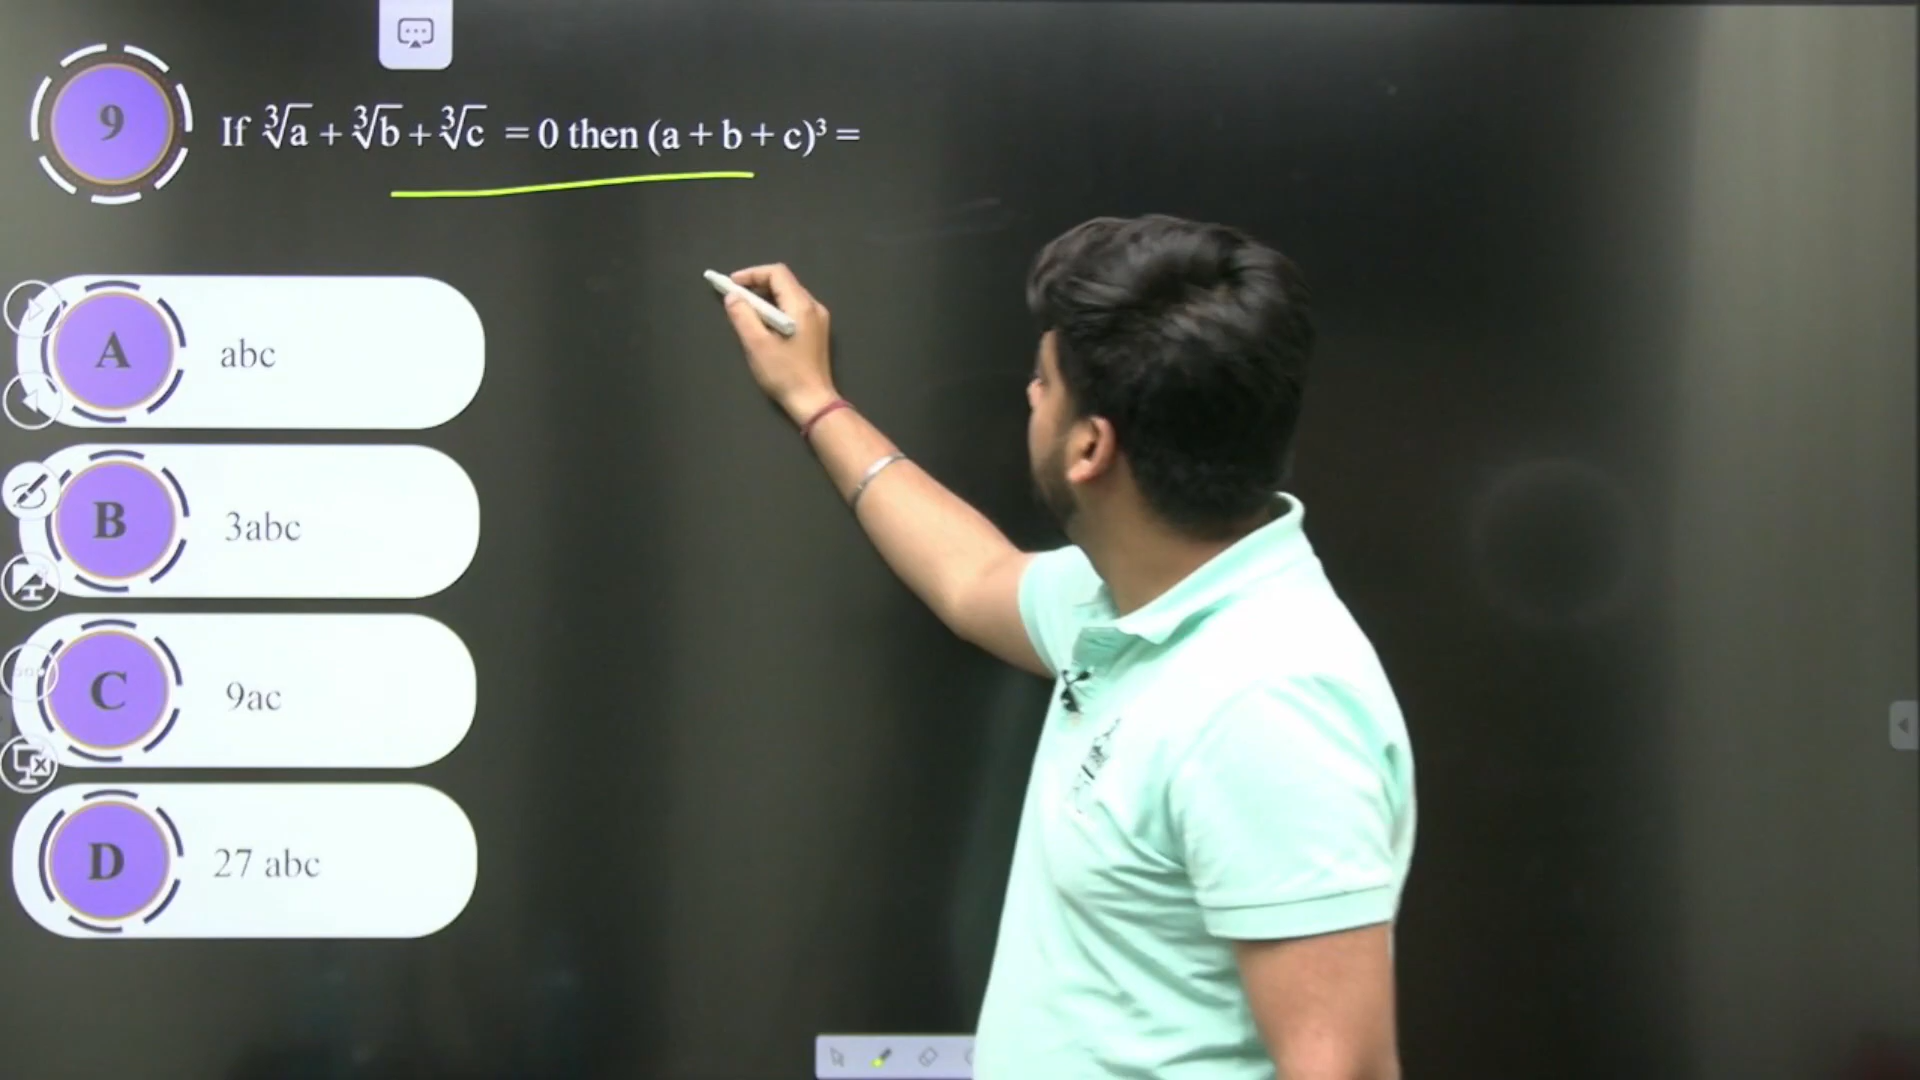 9
If ∛a + ∛b + ∛c = 0 then (a + b + c)³ =
A abc
B 3abc
C 9ac
D 27 abc